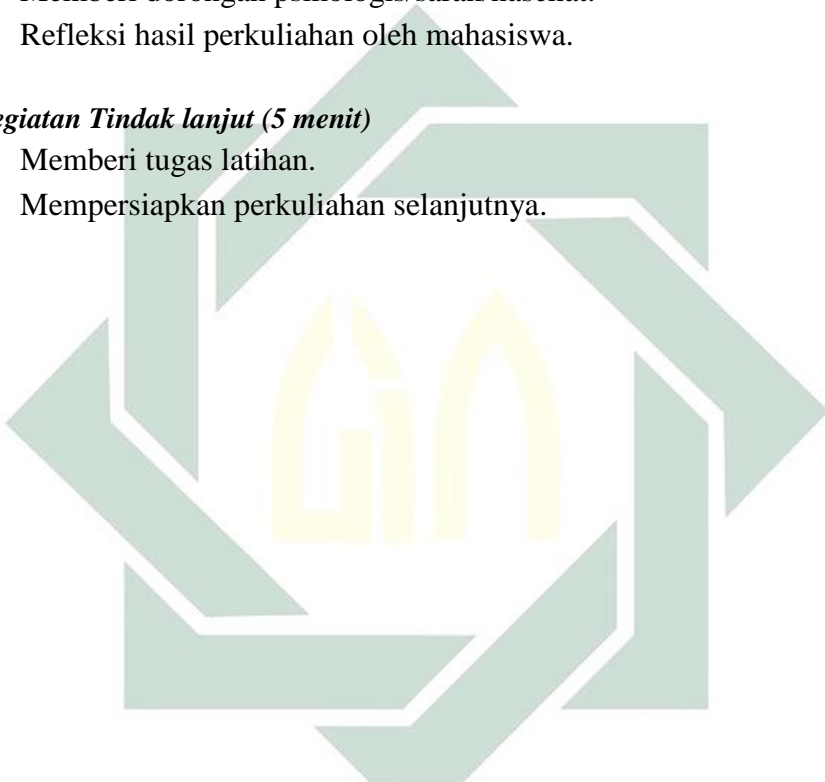 Memberi dorongan psikologis/saran/nasehat.
Refleksi hasil perkuliahan oleh mahasiswa.
egiatan Tindak lanjut (5 menit)
Memberi tugas latihan.
Mempersiapkan perkuliahan selanjutnya.